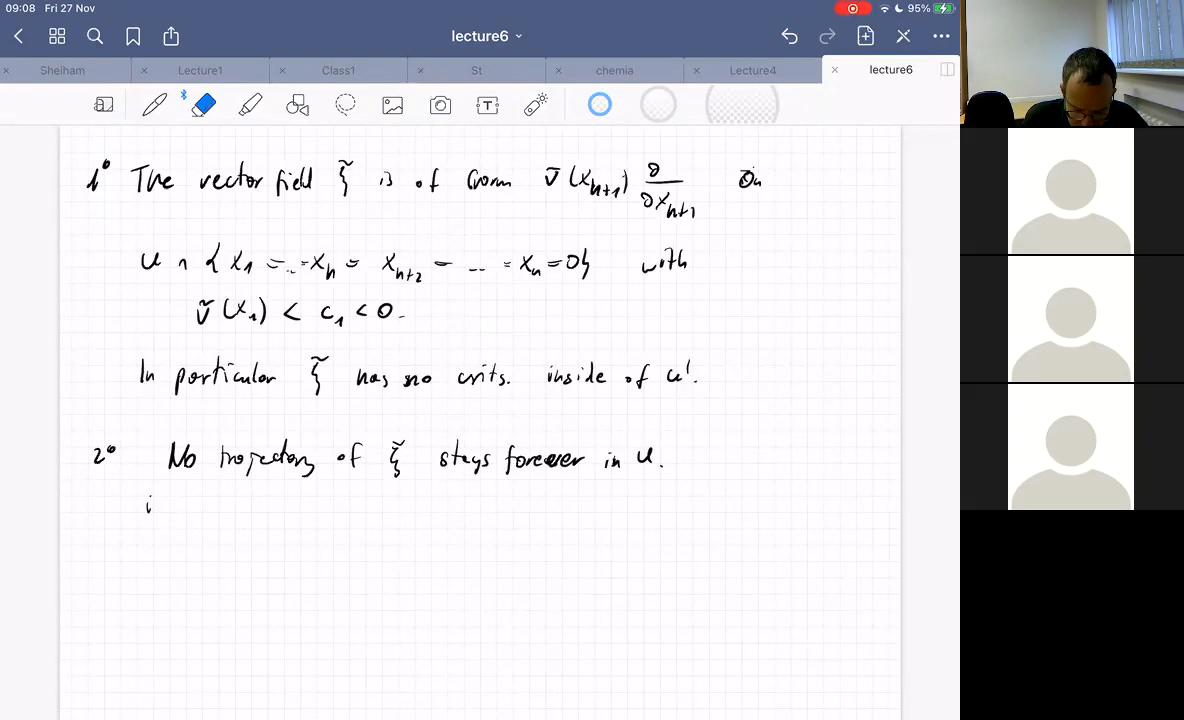 09:08 Fri 27 Nov
95%
lecture6
Sheiham
Lecture1
Class1
St
chemia
Lecture4
lecture6
1° The vector field ξ̃ is of form ṽ(x_{h+1}) ∂/∂x_{h+1} on
U ∩ {x_1 = ... = x_h = x_{h+2} = ... = x_n = 0} with
ṽ(x_1) < c_1 < 0.
In particular ξ̃ has no crits. inside of U'.
2° No trajectory of ξ̃ stays forever in U.
i